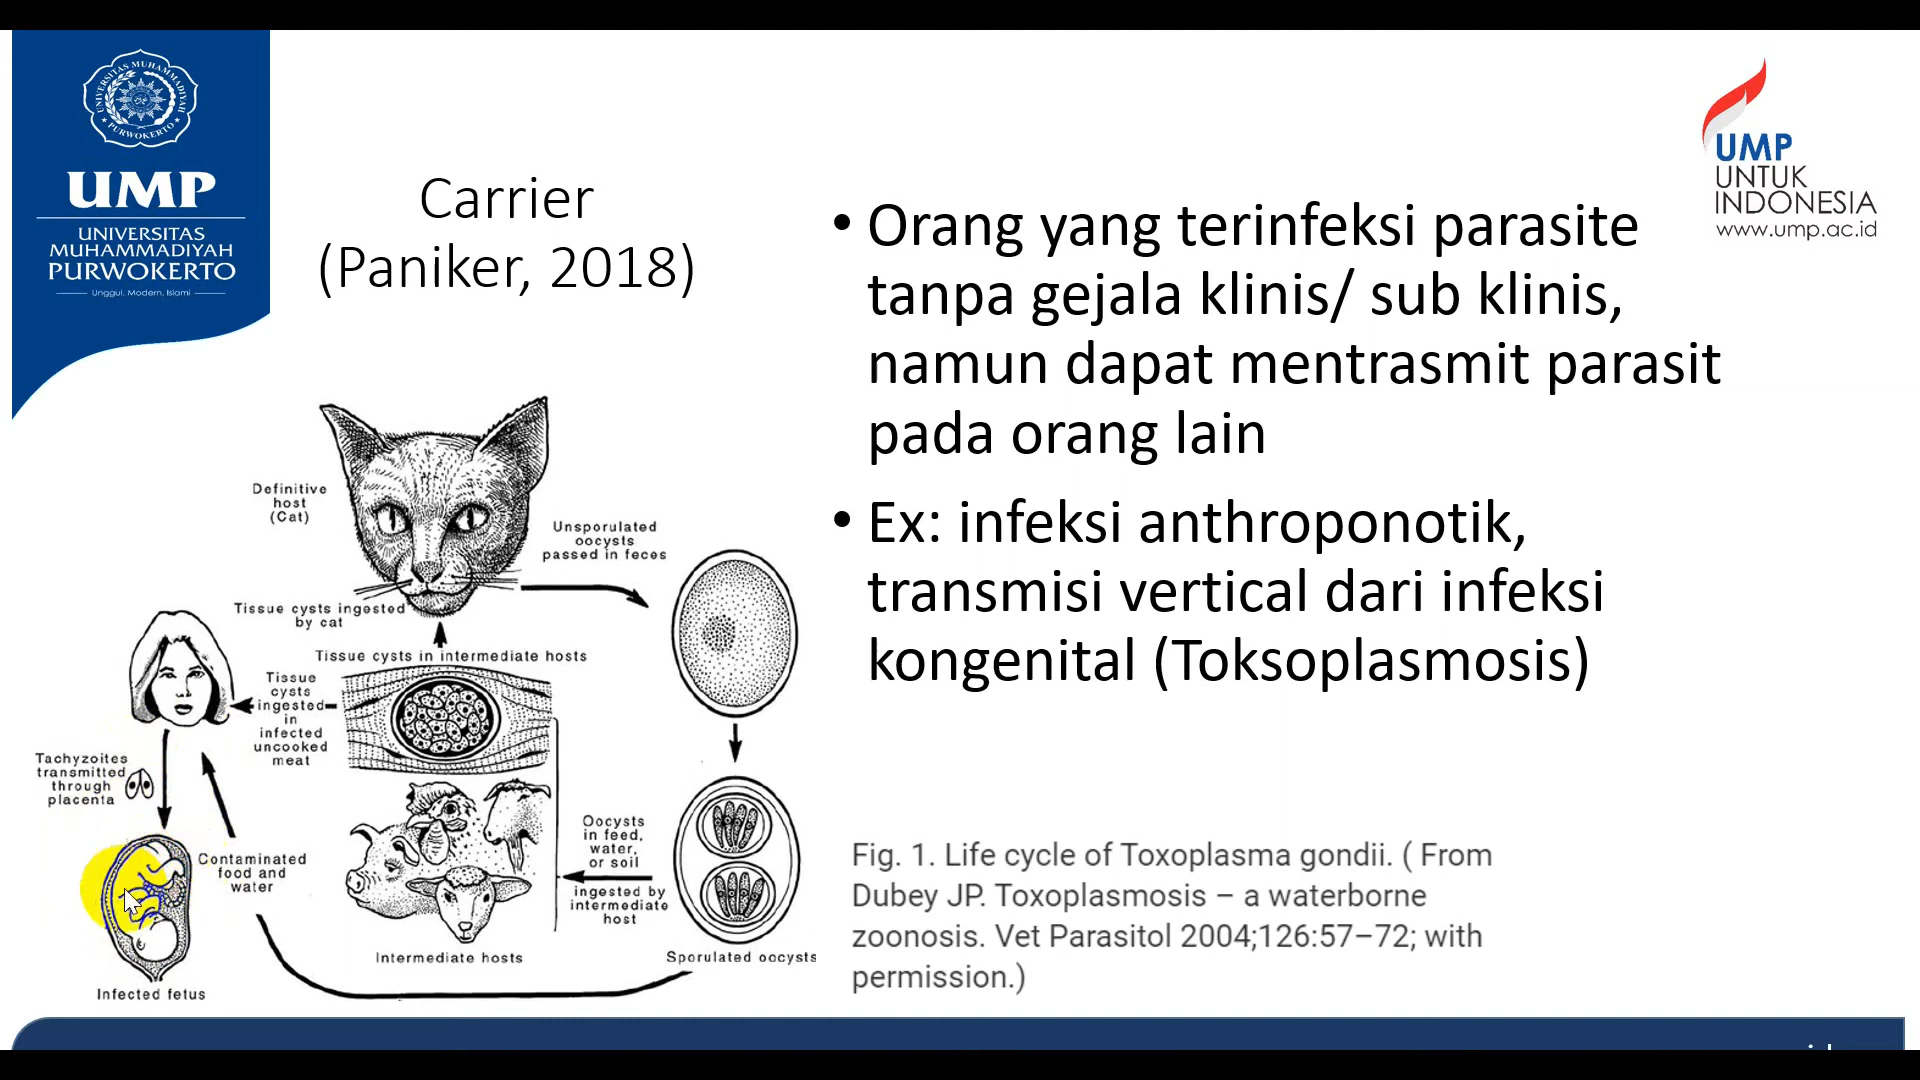 UNIVERSITAS MUHAMMADIYAH
PURWOKERTO
UMP
UNIVERSITAS
MUHAMMADIYAH
PURWOKERTO
Unggul, Modern, Islami
Carrier
(Paniker, 2018)
UMP
UNTUK
INDONESIA
www.ump.ac.id
• Orang yang terinfeksi parasite
tanpa gejala klinis/ sub klinis,
namun dapat mentrasmit parasit
pada orang lain
• Ex: infeksi anthroponotik,
transmisi vertical dari infeksi
kongenital (Toksoplasmosis)
Definitive
host
(Cat)
Unsporulated
oocysts
passed in feces
Tissue cysts ingested
by cat
Tissue cysts in intermediate hosts
Tissue
cysts
ingested
in
infected
uncooked
meat
Tachyzoites
transmitted
through
placenta
Contaminated
food and
water
Oocysts
in feed,
water,
or soil
ingested by
intermediate
host
Intermediate hosts
Sporulated oocysts
Infected fetus
Fig. 1. Life cycle of Toxoplasma gondii. ( From
Dubey JP. Toxoplasmosis – a waterborne
zoonosis. Vet Parasitol 2004;126:57–72; with
permission.)